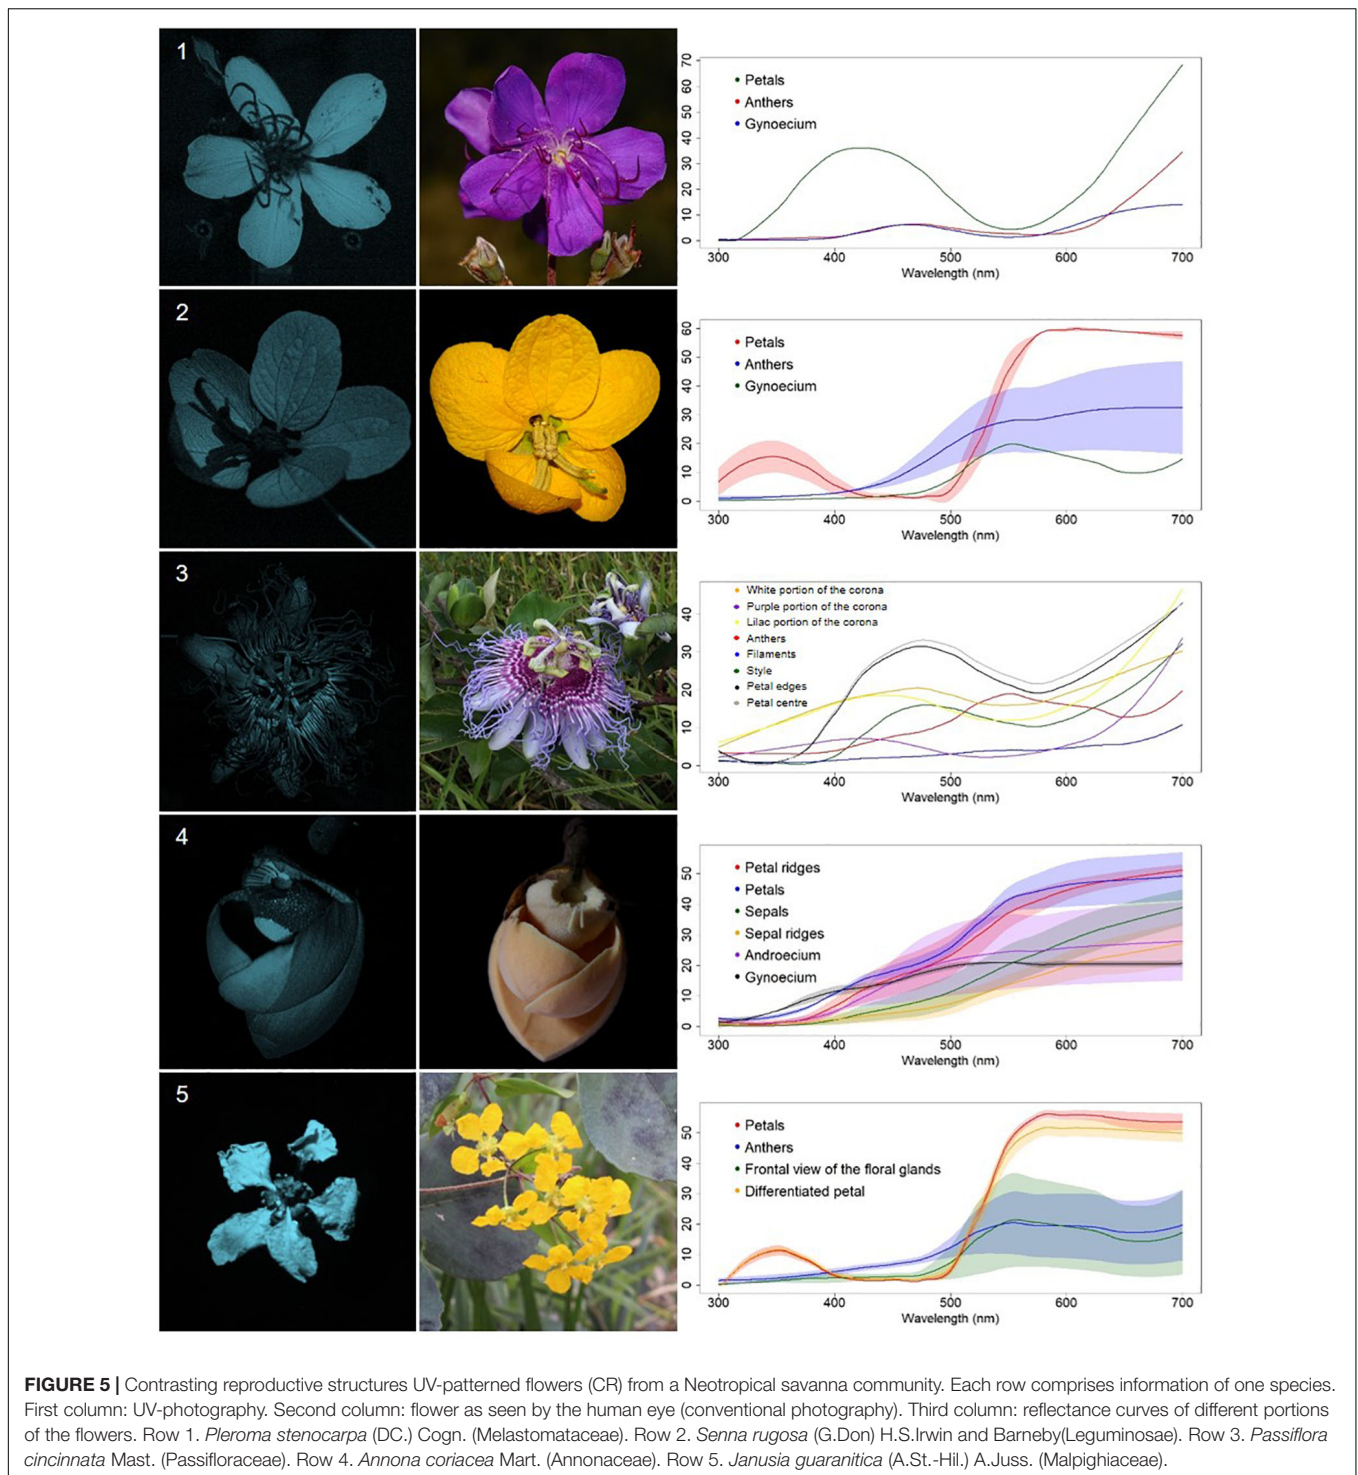 1
Petals
Anthers
Gynoecium
0
10
20
30
40
50
60
70
300
400
500
600
700
Wavelength (nm)
2
Petals
Anthers
Gynoecium
0
10
20
30
40
50
60
300
400
500
600
700
Wavelength (nm)
3
White portion of the corona
Purple portion of the corona
Lilac portion of the corona
Anthers
Filaments
Style
Petal edges
Petal centre
0
10
20
30
40
300
400
500
600
700
Wavelength (nm)
4
Petal ridges
Petals
Sepals
Sepal ridges
Androecium
Gynoecium
0
10
20
30
40
50
300
400
500
600
700
Wavelength (nm)
5
Petals
Anthers
Frontal view of the floral glands
Differentiated petal
0
10
20
30
40
50
300
400
500
600
700
Wavelength (nm)
FIGURE 5 | Contrasting reproductive structures UV-patterned flowers (CR) from a Neotropical savanna community. Each row comprises information of one species.
First column: UV-photography. Second column: flower as seen by the human eye (conventional photography). Third column: reflectance curves of different portions
of the flowers. Row 1. Pleroma stenocarpa (DC.) Cogn. (Melastomataceae). Row 2. Senna rugosa (G.Don) H.S.Irwin and Barneby(Leguminosae). Row 3. Passiflora
cincinnata Mast. (Passifloraceae). Row 4. Annona coriacea Mart. (Annonaceae). Row 5. Janusia guaranitica (A.St.-Hil.) A.Juss. (Malpighiaceae).